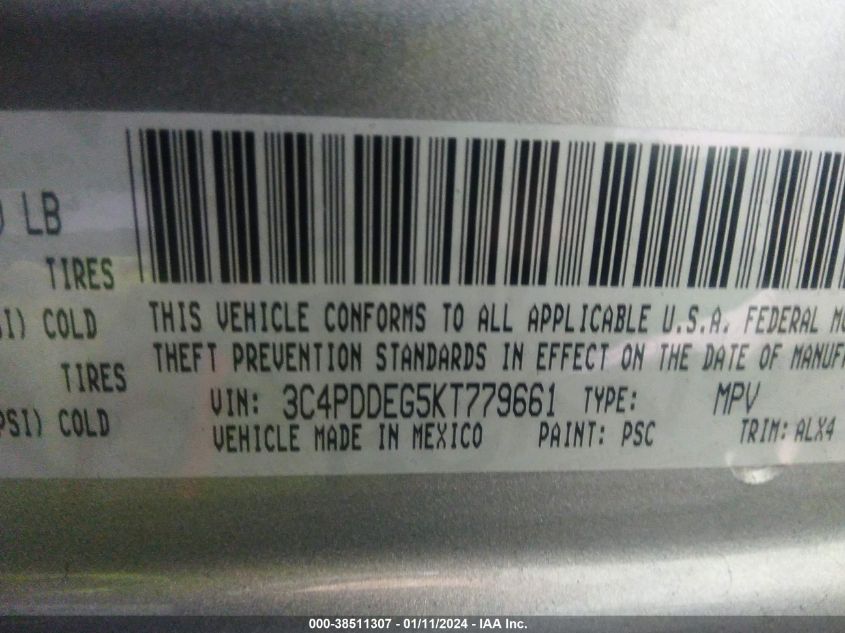 LB
TIRES
COLD
THIS VEHICLE CONFORMS TO ALL APPLICABLE U.S.A. FEDERAL
THEFT PREVENTION STANDARDS IN EFFECT ON THE DATE OF
TIRES
VIN: 3C4PDDEG5KT779661 TYPE: MPV
PSI) COLD
VEHICLE MADE IN MEXICO PAINT: PSC TRIM: ALX4
000-38511307 - 01/11/2024 - IAA Inc.